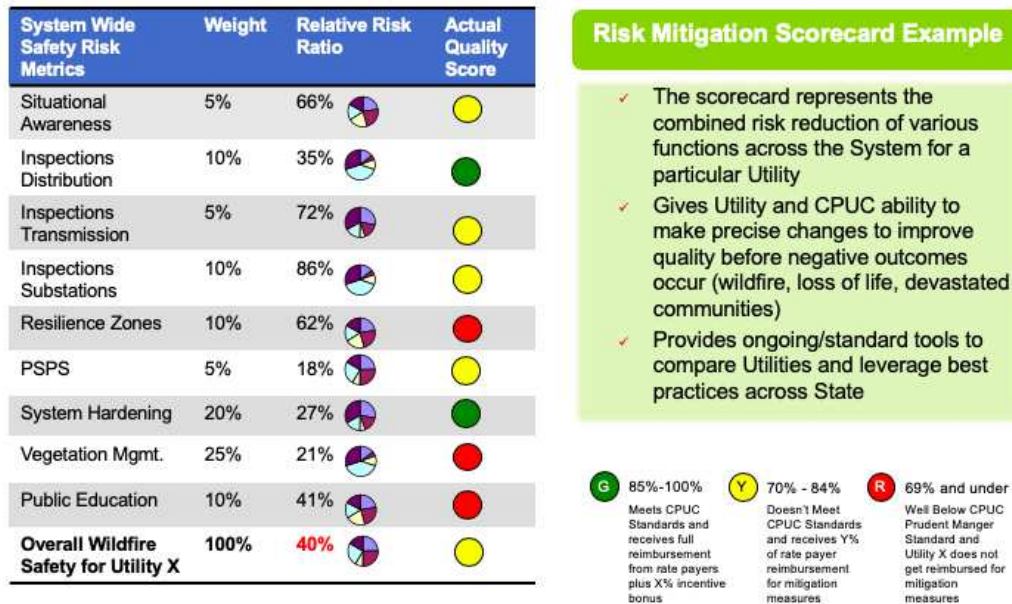 System Wide Safety Risk Metrics Weight Relative Risk Ratio Actual Quality Score
Situational Awareness 5% 66%
Inspections Distribution 10% 35%
Inspections Transmission 5% 72%
Inspections Substations 10% 86%
Resilience Zones 10% 62%
PSPS 5% 18%
System Hardening 20% 27%
Vegetation Mgmt. 25% 21%
Public Education 10% 41%
Overall Wildfire Safety for Utility X 100% 40%
Risk Mitigation Scorecard Example
✓ The scorecard represents the
combined risk reduction of various
functions across the System for a
particular Utility
✓ Gives Utility and CPUC ability to
make precise changes to improve
quality before negative outcomes
occur (wildfire, loss of life, devastated
communities)
✓ Provides ongoing/standard tools to
compare Utilities and leverage best
practices across State
G 85%-100%
Meets CPUC
Standards and
receives full
reimbursement
from rate payers
plus X% incentive
bonus
Y 70% - 84%
Doesn't Meet
CPUC Standards
and receives Y%
of rate payer
reimbursement
for mitigation
measures
R 69% and under
Well Below CPUC
Prudent Manger
Standard and
Utility X does not
get reimbursed for
mitigation
measures